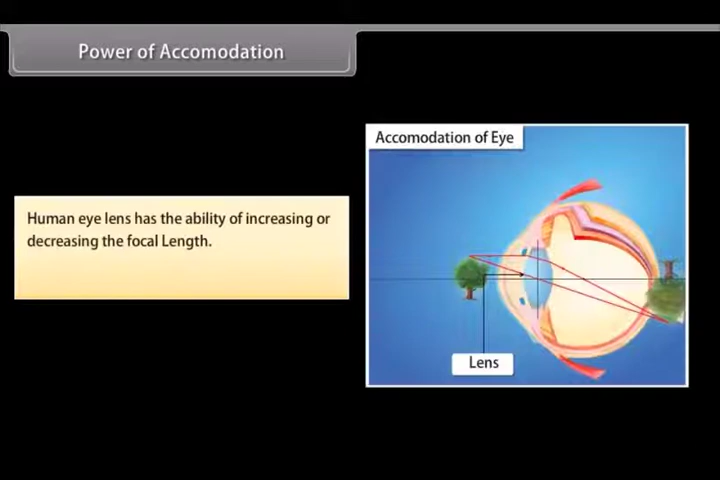 Power of Accomodation
Accomodation of Eye
Human eye lens has the ability of increasing or
decreasing the focal Length.
Lens